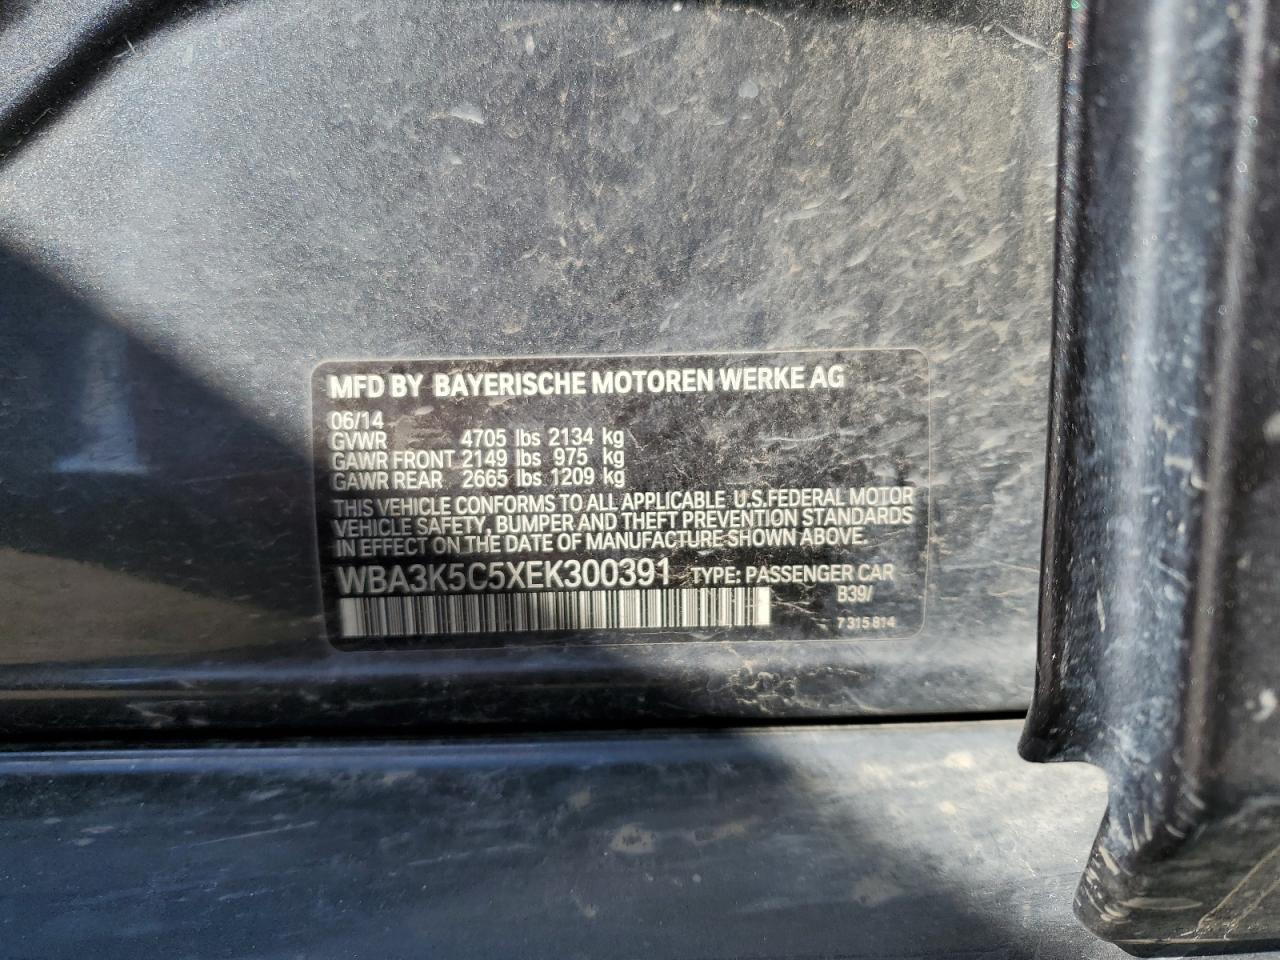 MFD BY BAYERISCHE MOTOREN WERKE AG
06/14
GVWR 4705 lbs 2134 kg
GAWR FRONT 2149 lbs 975 kg
GAWR REAR 2665 lbs 1209 kg
THIS VEHICLE CONFORMS TO ALL APPLICABLE U.S.FEDERAL MOTOR
VEHICLE SAFETY, BUMPER AND THEFT PREVENTION STANDARDS
IN EFFECT ON THE DATE OF MANUFACTURE SHOWN ABOVE.
WBA3K5C5XEK300391 TYPE: PASSENGER CAR
B39/
7 315 814